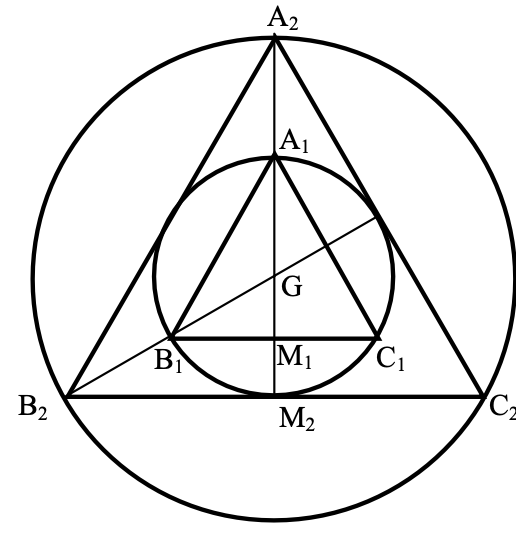 A₂
A₁
G
B₁ M₁ C₁
B₂ M₂ C₂